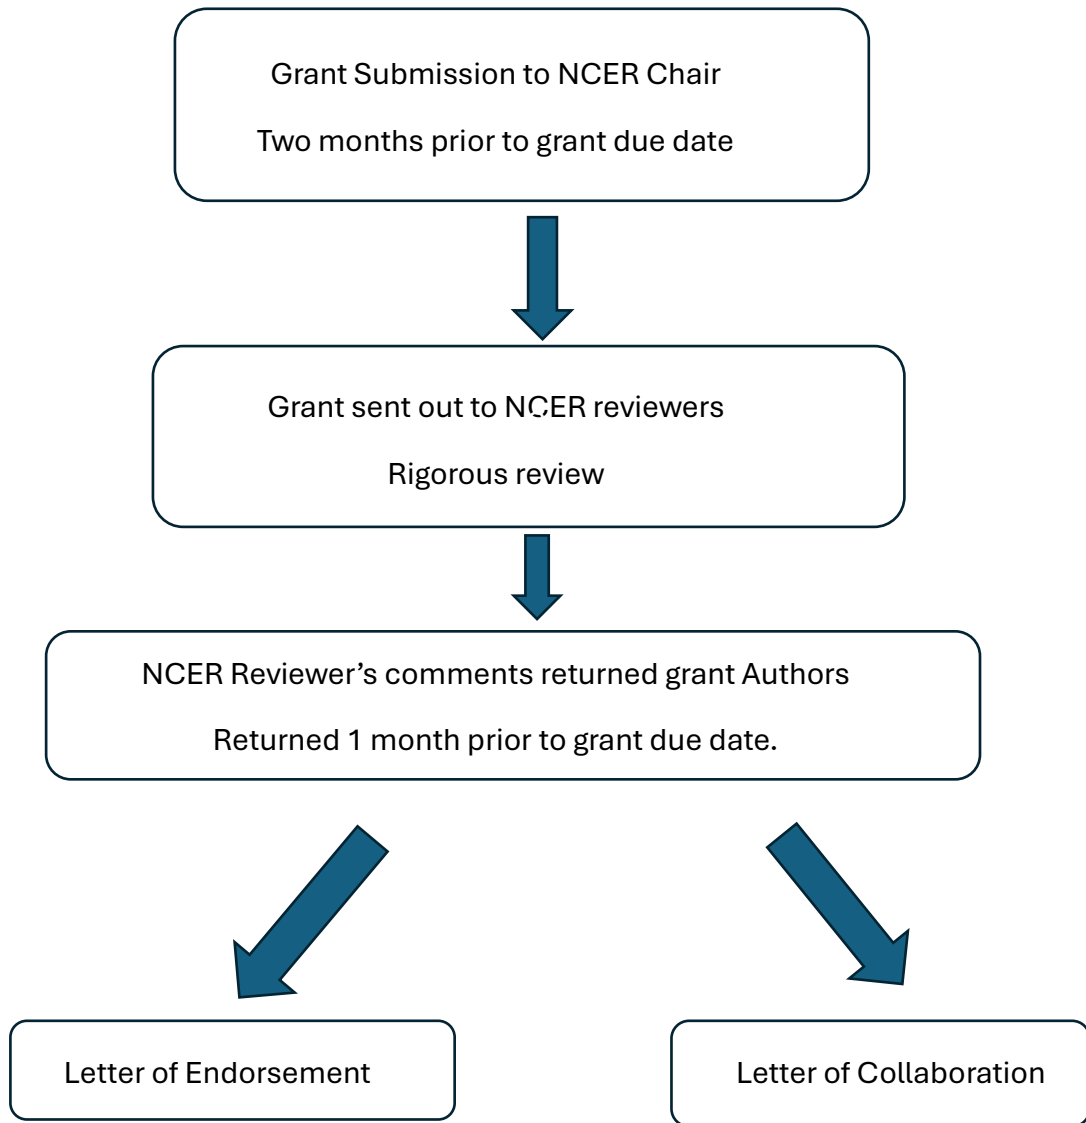 Grant Submission to NCER Chair
Two months prior to grant due date
Grant sent out to NCER reviewers
Rigorous review
NCER Reviewer’s comments returned grant Authors
Returned 1 month prior to grant due date.
Letter of Endorsement
Letter of Collaboration